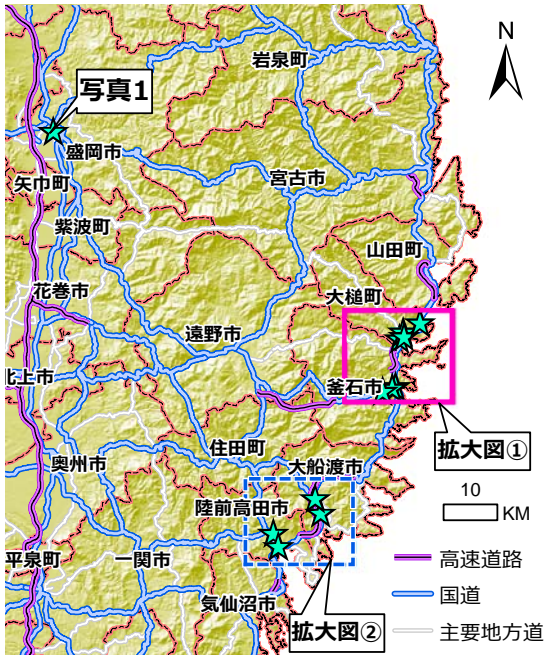 N
岩泉町
写真1
盛岡市
矢巾町
宮古市
紫波町
山田町
花巻市
大槌町
遠野市
北上市
釜石市
拡大図①
住田町
奥州市
大船渡市
陸前高田市
10
KM
平泉町
一関市
高速道路
気仙沼市
国道
拡大図②
主要地方道